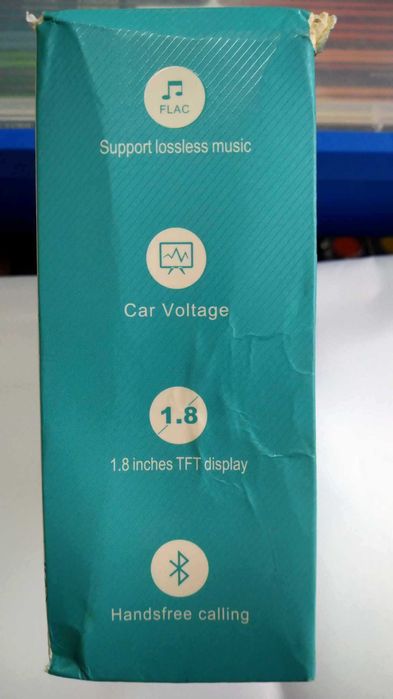 FLAC
Support lossless music
Car Voltage
1.8
1.8 inches TFT display
Handsfree calling